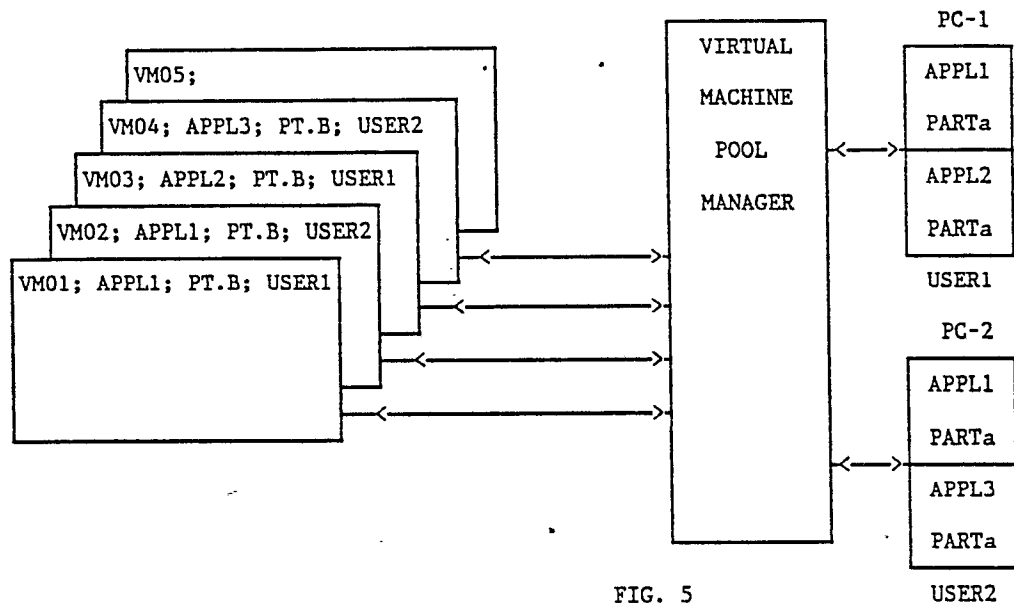 VM05;
VM04; APPL3; PT.B; USER2
VM03; APPL2; PT.B; USER1
VM02; APPL1; PT.B; USER2
VM01; APPL1; PT.B; USER1
VIRTUAL
MACHINE
POOL
MANAGER
PC-1
APPL1
PARTa
APPL2
PARTa
USER1
PC-2
APPL1
PARTa
APPL3
PARTa
USER2
FIG. 5